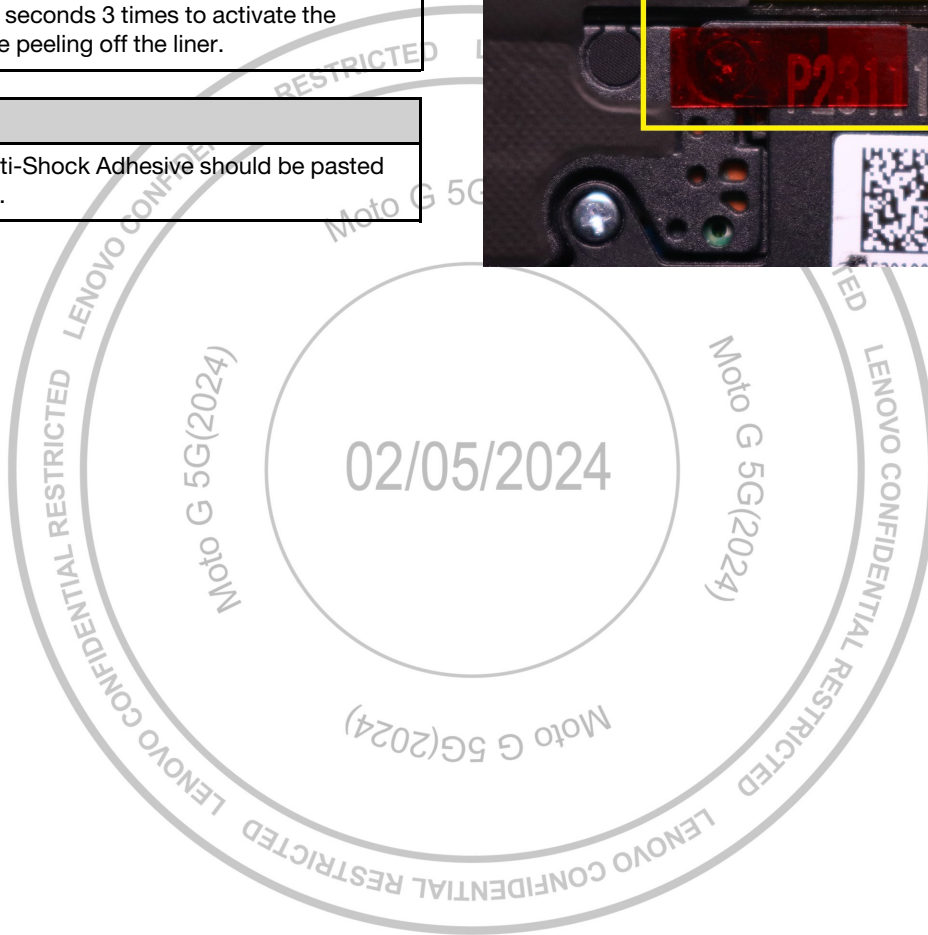 seconds 3 times to activate the
e peeling off the liner.
ti-Shock Adhesive should be pasted
.
P23111
RESTRICTED
LENOVO CONFIDENTIAL RESTRICTED
LENOVO CONFIDENTIAL RESTRICTED
LENOVO CONFIDENTIAL RESTRICTED
Moto G 5G
Moto G 5G(2024)
Moto G 5G(2024)
Moto G 5G(2024)
02/05/2024